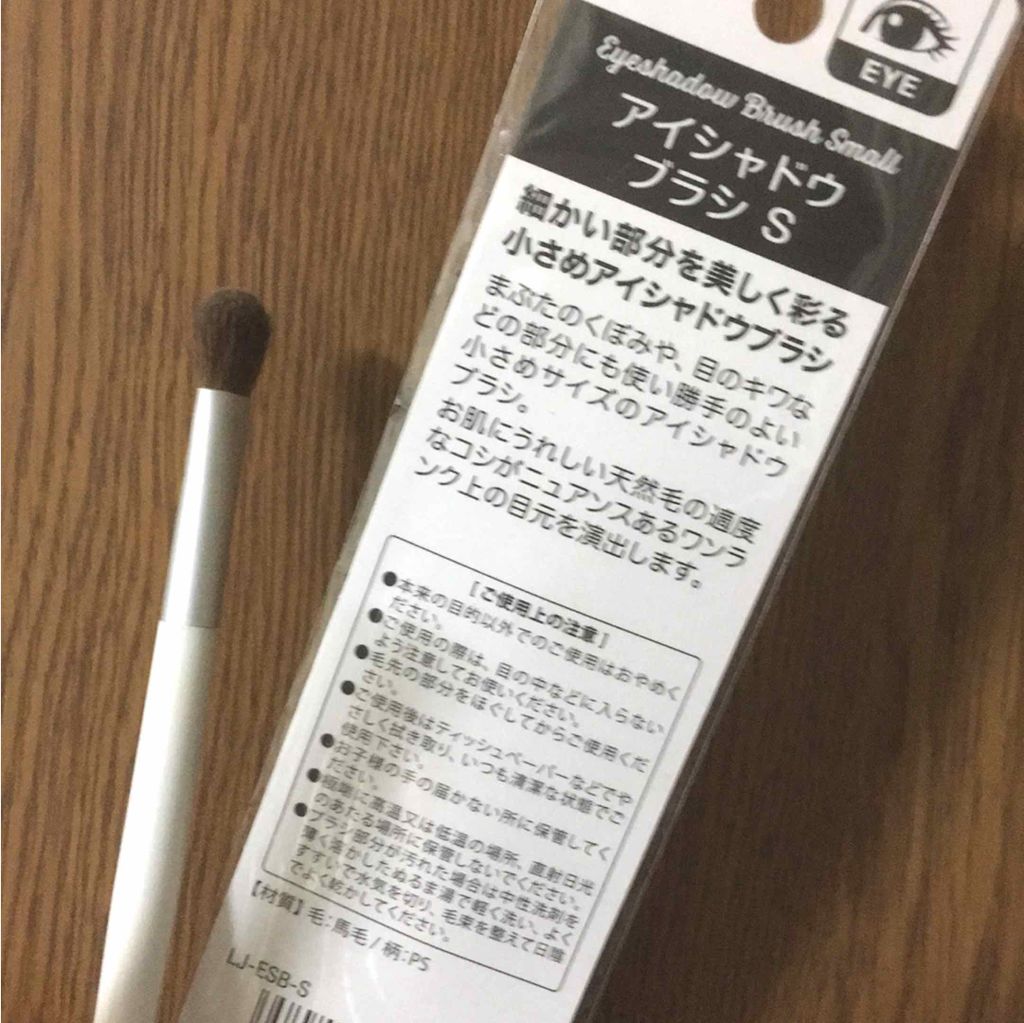 EYE
Eyeshadow Brush Small
アイシャドウ
ブラシ S
細かい部分を美しく彩る
小さめアイシャドウブラシ
まぶたのくぼみや、目のキワな
どの部分にも使い勝手のよい
小さめサイズのアイシャドウ
ブラシ。
お肌にうれしい天然毛の適度
なコシがニュアンスあるワンラ
ンク上の目元を演出します。
[ご使用上の注意]
●本来の目的以外でのご使用はおやめく
ださい。
●ご使用の際は、目の中などに入らない
よう注意してお使いください。
●毛先の部分をほぐしてからご使用くだ
さい。
●ご使用後はティッシュペーパーなどでや
さしく拭き取り、いつも清潔な状態でご
使用下さい。
●お子様の手の届かない所に保管してく
ださい。
●極端に高温又は低温の場所、直射日光
のあたる場所に保管しないでください。
●ブラシ部分が汚れた場合は中性洗剤を
薄く溶かしたぬるま湯で軽く洗い、よく
すすいで水気を切り、毛束を整えて日陰
でよく乾かしてください。
【材質】毛:馬毛/柄:PS
LJ-ESB-S